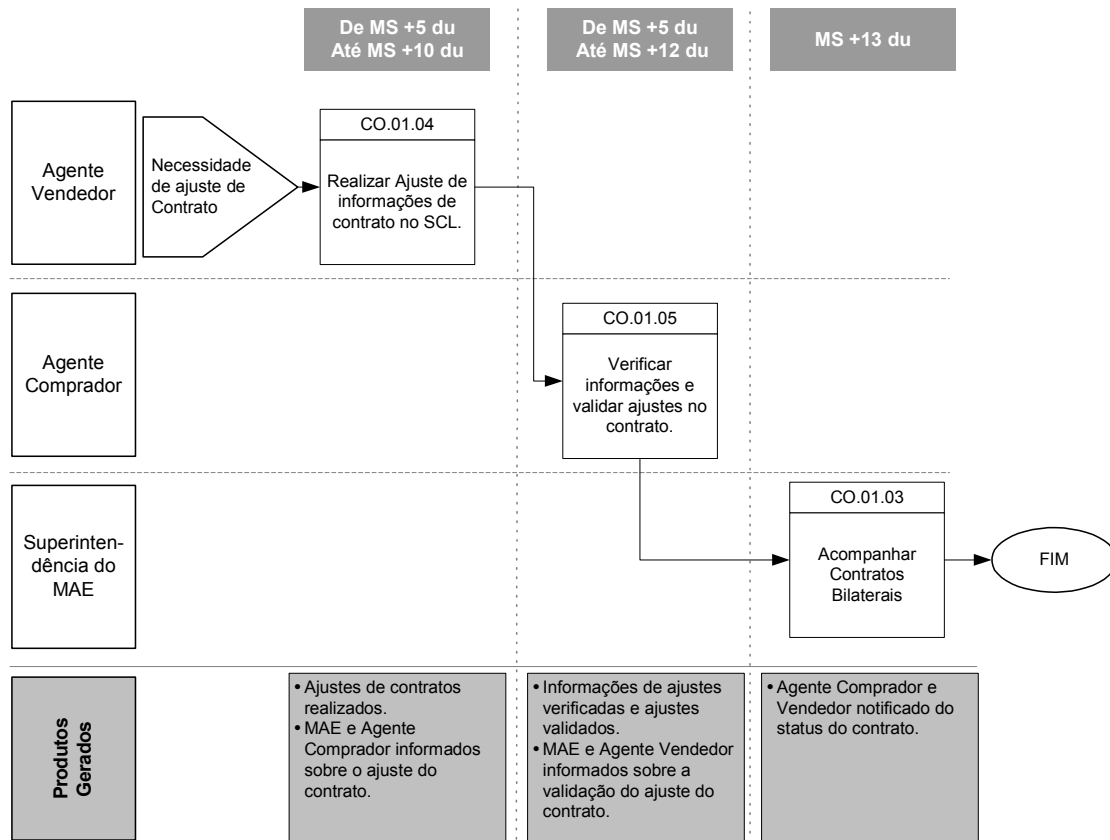 De MS +5 du
Até MS +10 du
De MS +5 du
Até MS +12 du
MS +13 du
Agente
Vendedor
Necessidade
de ajuste de
Contrato
CO.01.04
Realizar Ajuste de
informações de
contrato no SCL.
Agente
Comprador
CO.01.05
Verificar
informações e
validar ajustes no
contrato.
Superinten-
dência do
MAE
CO.01.03
Acompanhar
Contratos
Bilaterais
FIM
Produtos
Gerados
• Ajustes de contratos
realizados.
• MAE e Agente
Comprador informados
sobre o ajuste do
contrato.
• Informações de ajustes
verificadas e ajustes
validados.
• MAE e Agente Vendedor
informados sobre a
validação do ajuste do
contrato.
• Agente Comprador e
Vendedor notificado do
status do contrato.